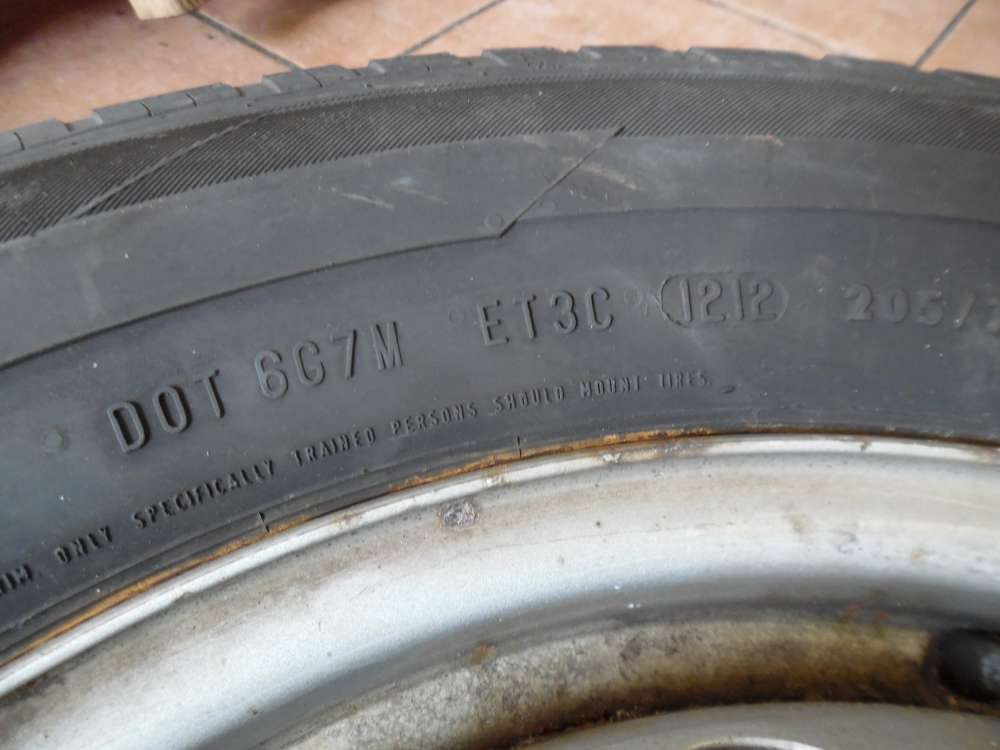 DOT 6G7M ET3C 1212 205/
ONLY SPECIFICALLY TRAINED PERSONS SHOULD MOUNT TIRES.